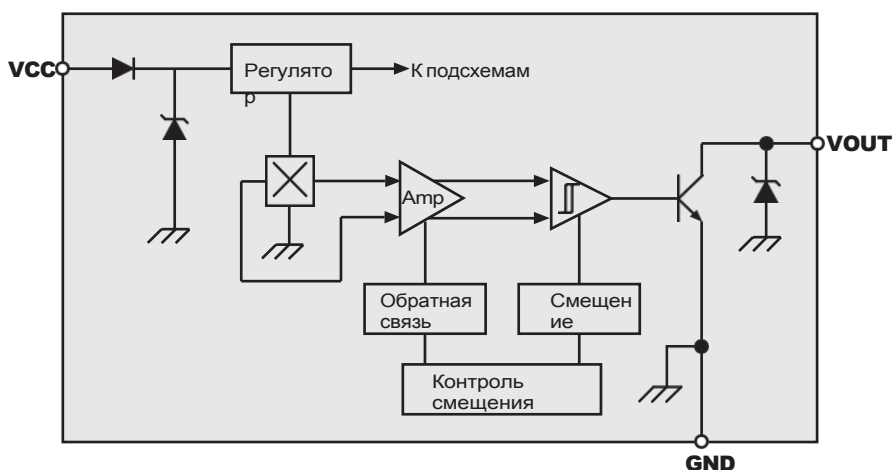 VCC
Регулято
р
К подсхемам
VOUT
Amp
Обратная
связь
Смещен
ие
Контроль
смещения
GND